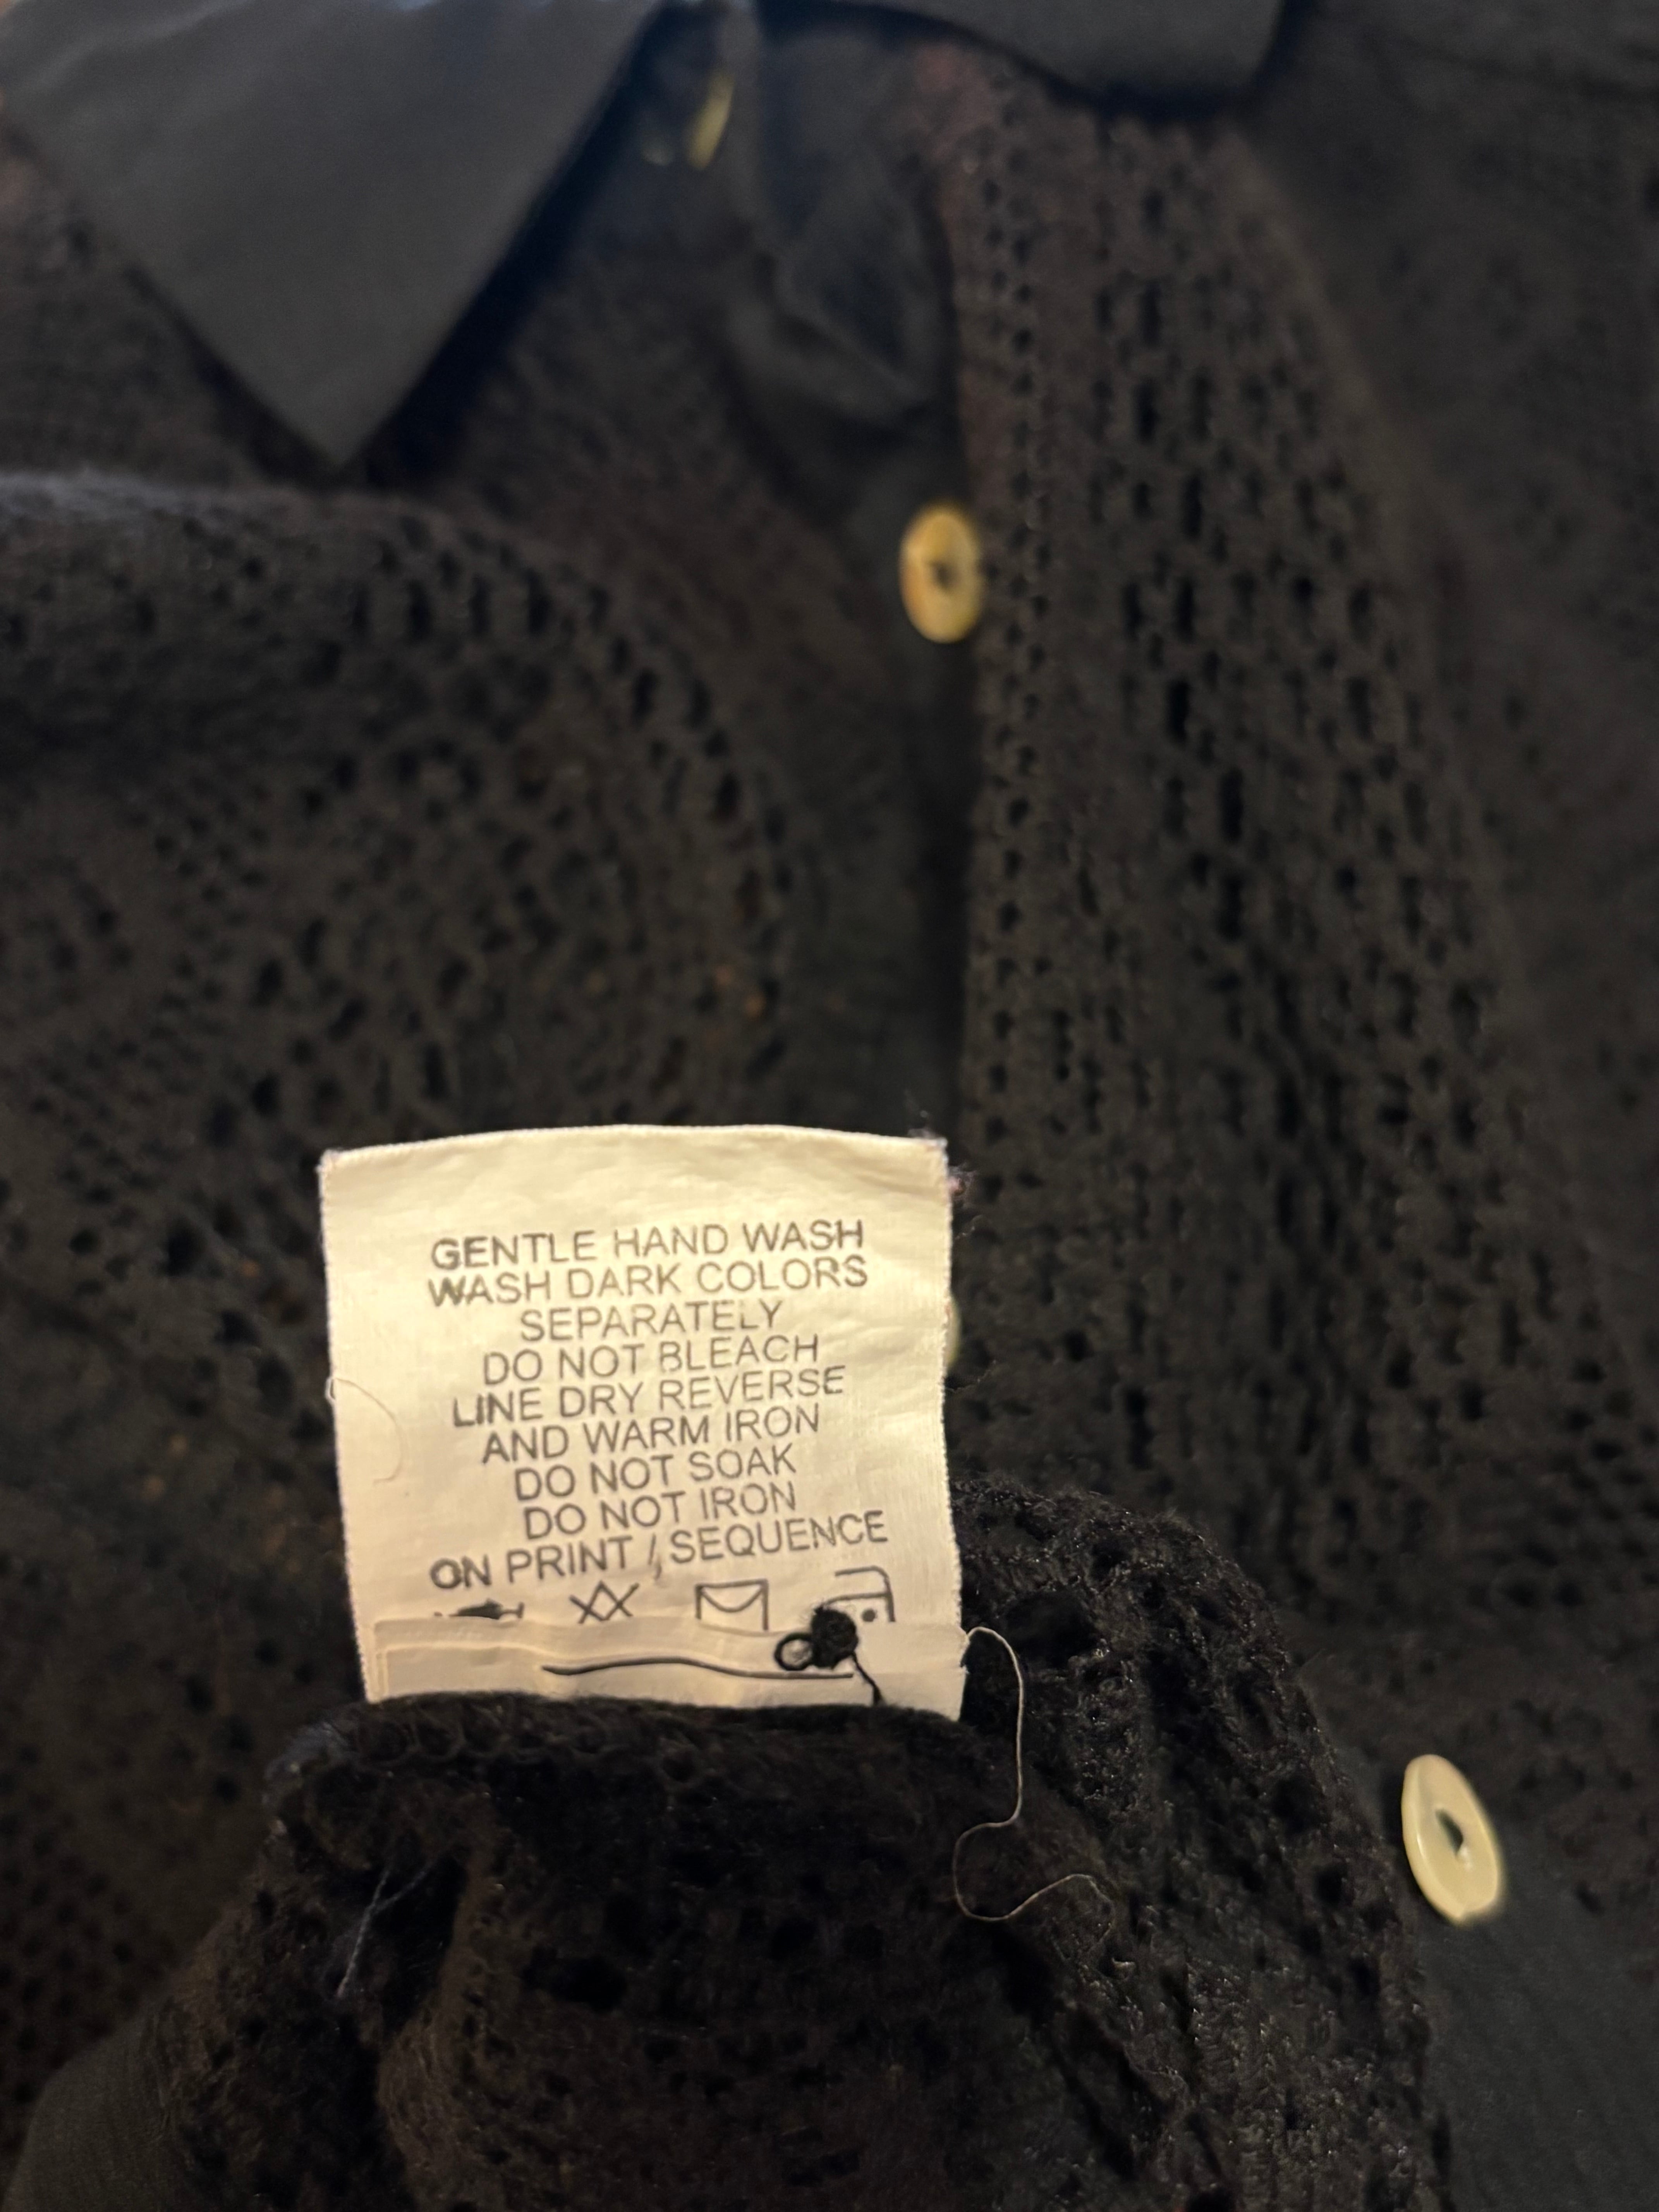 GENTLE HAND WASH
WASH DARK COLORS
SEPARATELY
DO NOT BLEACH
LINE DRY REVERSE
AND WARM IRON
DO NOT SOAK
DO NOT IRON
ON PRINT / SEQUENCE